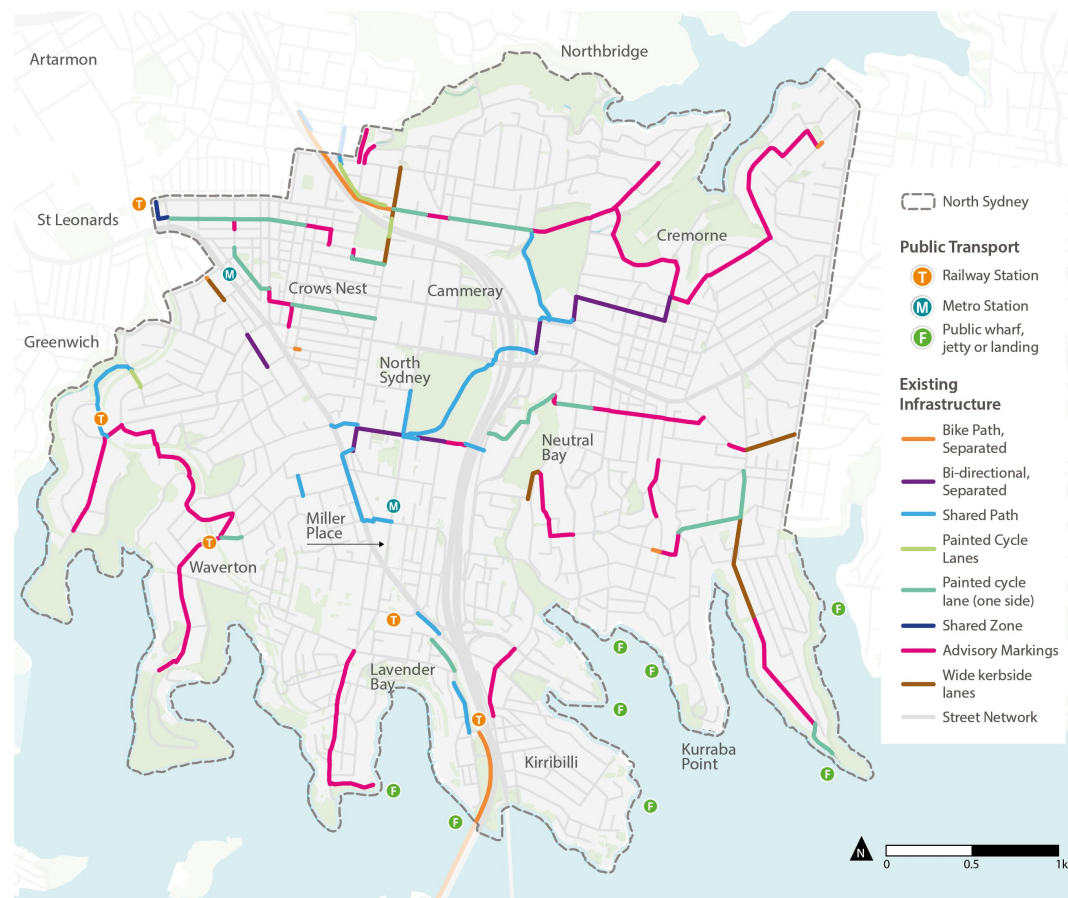 Artarmon
Northbridge
St Leonards
T
M
Crows Nest
Cammeray
Cremorne
Greenwich
North
Sydney
T
Neutral
Bay
M
Miller
Place
T
Waverton
T
Lavender
Bay
T
Kirribilli
Kurraba
Point
F
F
F
F
F
F
F
F
North Sydney
Public Transport
T Railway Station
M Metro Station
F Public wharf,
jetty or landing
Existing
Infrastructure
Bike Path,
Separated
Bi-directional,
Separated
Shared Path
Painted Cycle
Lanes
Painted cycle
lane (one side)
Shared Zone
Advisory Markings
Wide kerbside
lanes
Street Network
N
0 0.5 1k